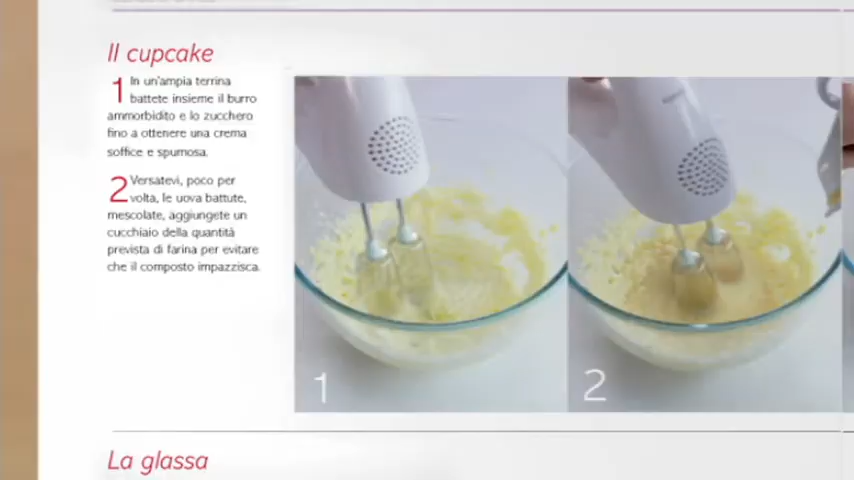 Il cupcake
1 In un'ampia terrina
battete insieme il burro
ammorbidito e lo zucchero
fino a ottenere una crema
soffice e spumosa.
2 Versatevi, poco per
volta, le uova battute,
mescolate, aggiungete un
cucchiaio della quantità
prevista di farina per evitare
che il composto impazzisca.
1
2
La glassa